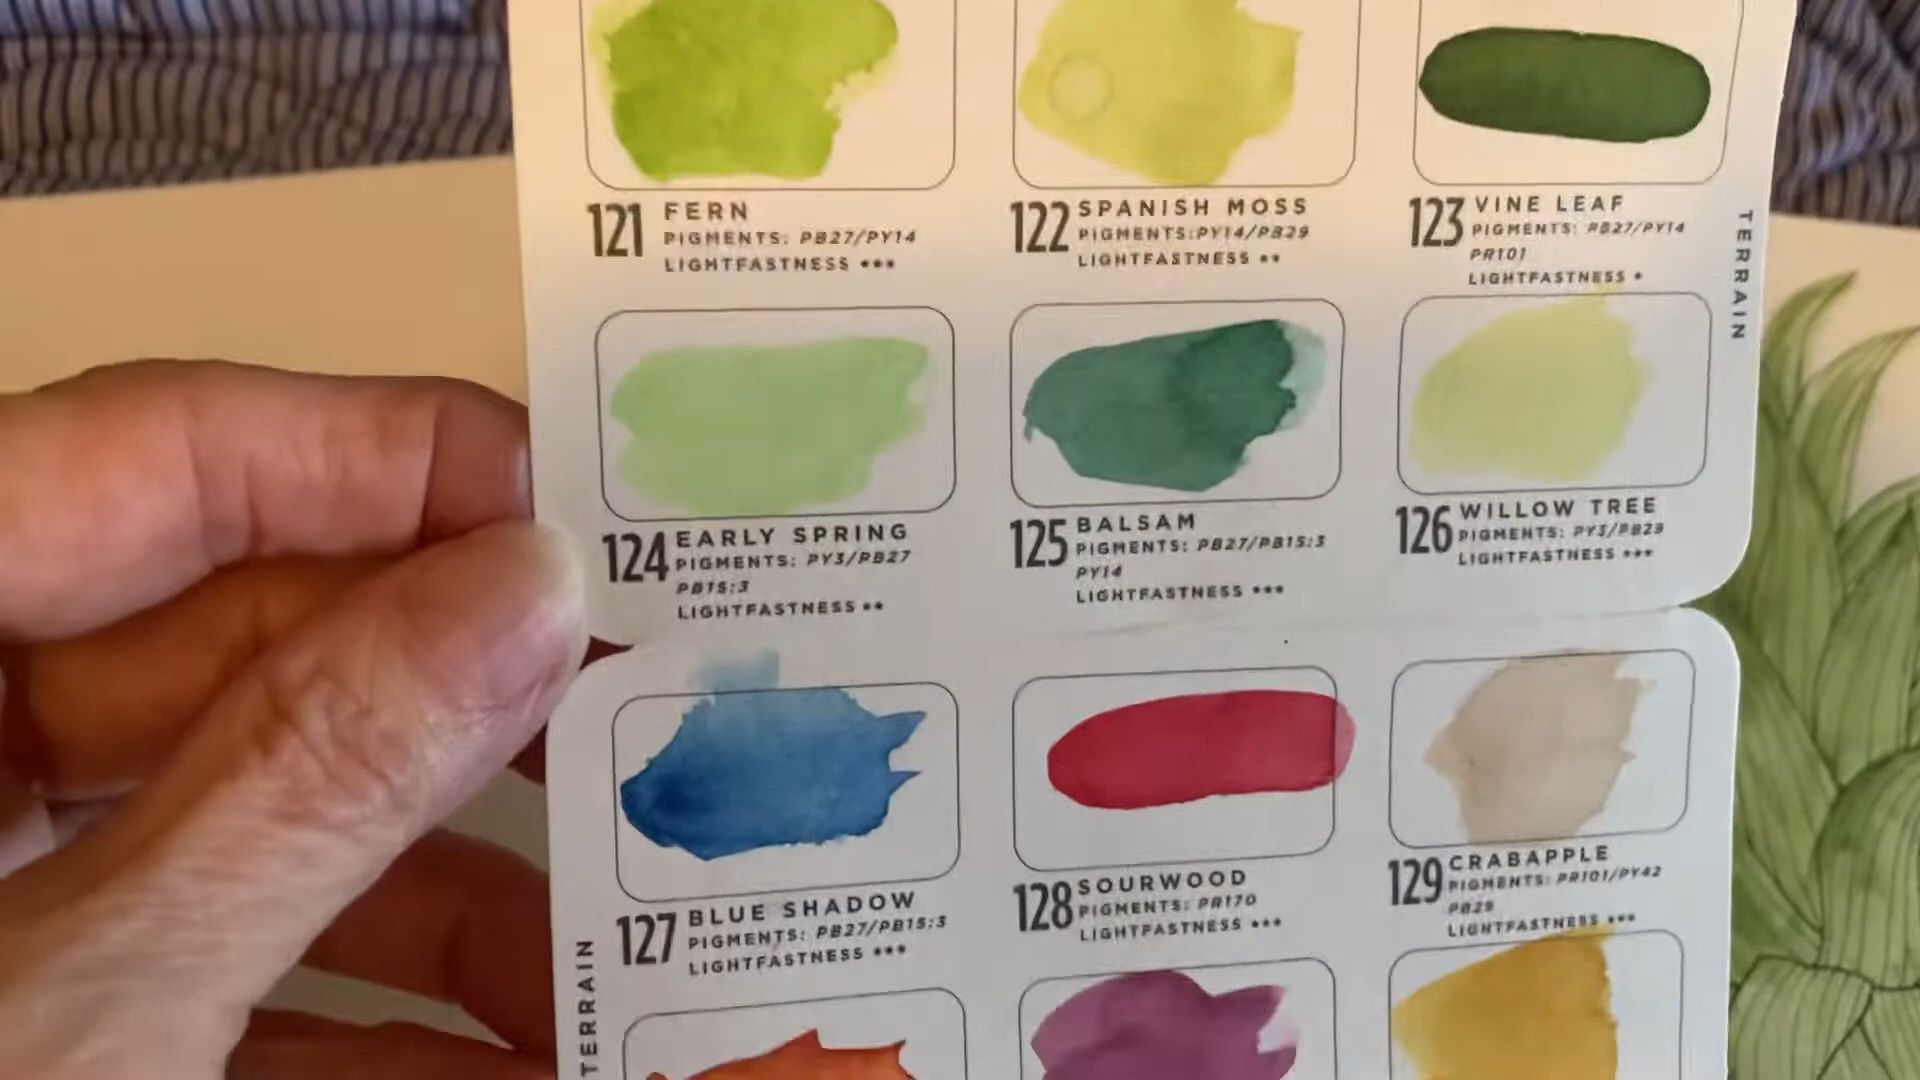 121 FERN
PIGMENTS: PB27/PY14
LIGHTFASTNESS ***
122 SPANISH MOSS
PIGMENTS:PY14/PB29
LIGHTFASTNESS **
123 VINE LEAF
PIGMENTS: PB27/PY14
PR101
LIGHTFASTNESS *
TERRAIN
124 EARLY SPRING
PIGMENTS: PY3/PB27
PB15:3
LIGHTFASTNESS **
125 BALSAM
PIGMENTS: PB27/PB15:3
PY14
LIGHTFASTNESS ***
126 WILLOW TREE
PIGMENTS: PY3/PB29
LIGHTFASTNESS ***
127 BLUE SHADOW
PIGMENTS: PB27/PB15:3
LIGHTFASTNESS ***
128 SOURWOOD
PIGMENTS: PR170
LIGHTFASTNESS ***
129 CRABAPPLE
PIGMENTS: PR101/PY42
PB29
LIGHTFASTNESS ***
TERRAIN